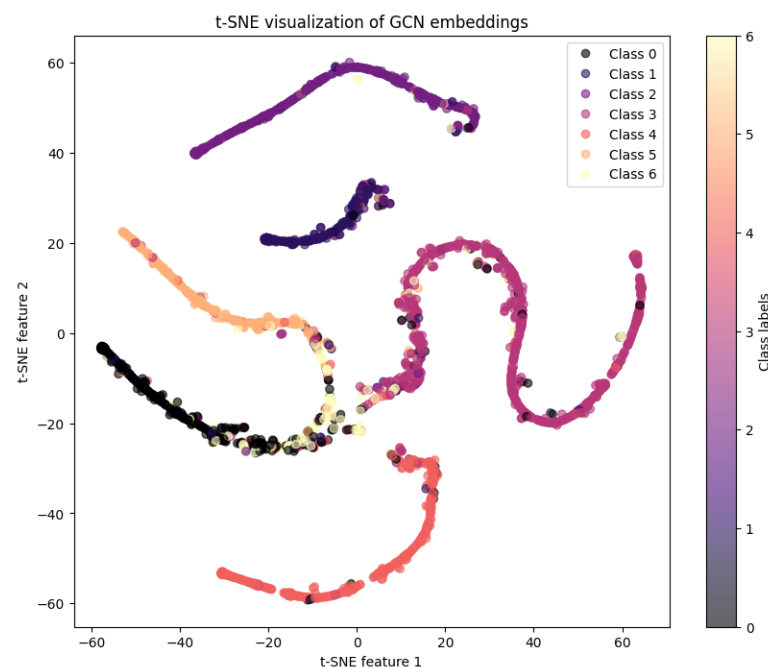 t-SNE visualization of GCN embeddings
Class 0
Class 1
Class 2
Class 3
Class 4
Class 5
Class 6
60
40
20
0
−20
−40
−60
t-SNE feature 2
−60
−40
−20
0
20
40
60
t-SNE feature 1
6
5
4
3
2
1
0
Class labels